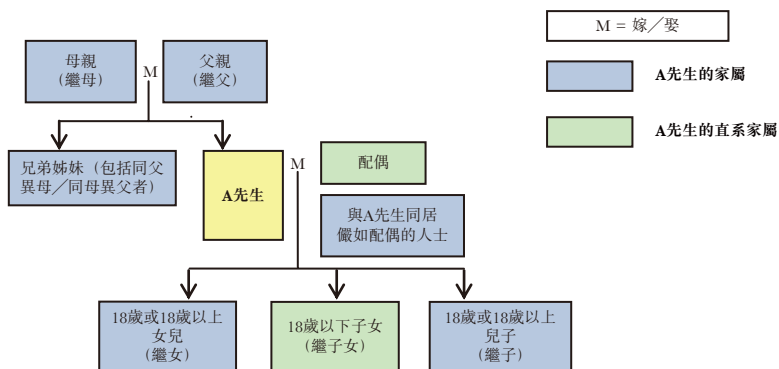 M = 嫁／娶
母親
（繼母）
M
父親
（繼父）
A先生的家屬
A先生的直系家屬
兄弟姊妹（包括同父
異母／同母異父者）
A先生
M
配偶
與A先生同居
儼如配偶的人士
18歲或18歲以上
女兒
（繼女）
18歲以下子女
（繼子女）
18歲或18歲以上
兒子
（繼子）